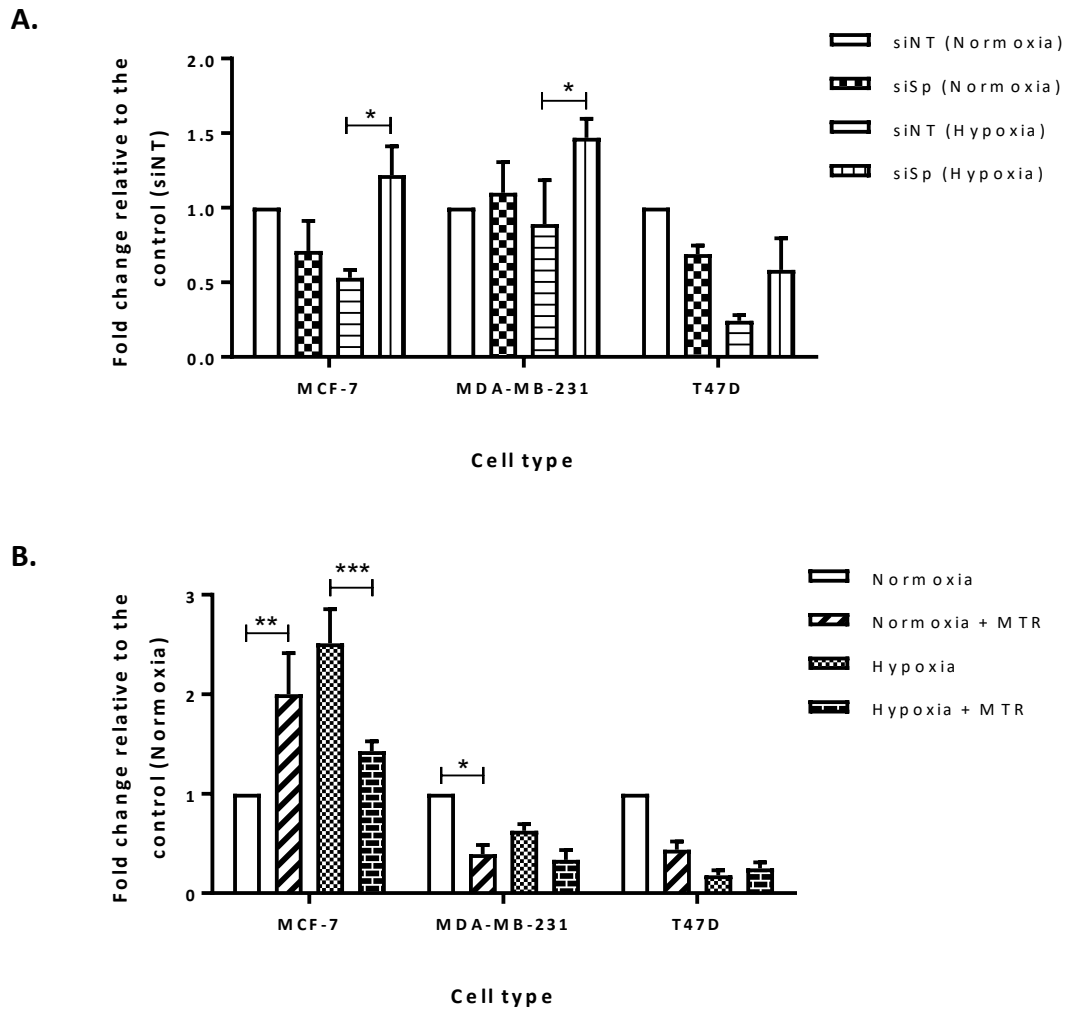 A.
Fold change relative to the
control (siNT)
2.0
1.5
1.0
0.5
0.0
*
*
MCF-7
MDA-MB-231
T47D
Cell type
siNT (Normoxia)
siSp (Normoxia)
siNT (Hypoxia)
siSp (Hypoxia)
B.
Fold change relative to the
control (Normoxia)
3
2
1
0
**
***
*
MCF-7
MDA-MB-231
T47D
Cell type
Normoxia
Normoxia + MTR
Hypoxia
Hypoxia + MTR